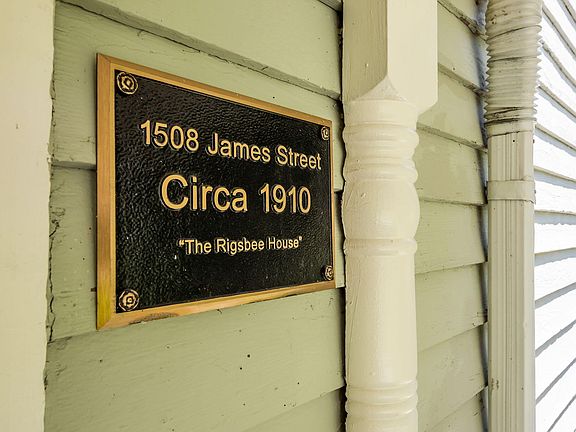 1508 James Street
Circa 1910
“The Rigsbee House”